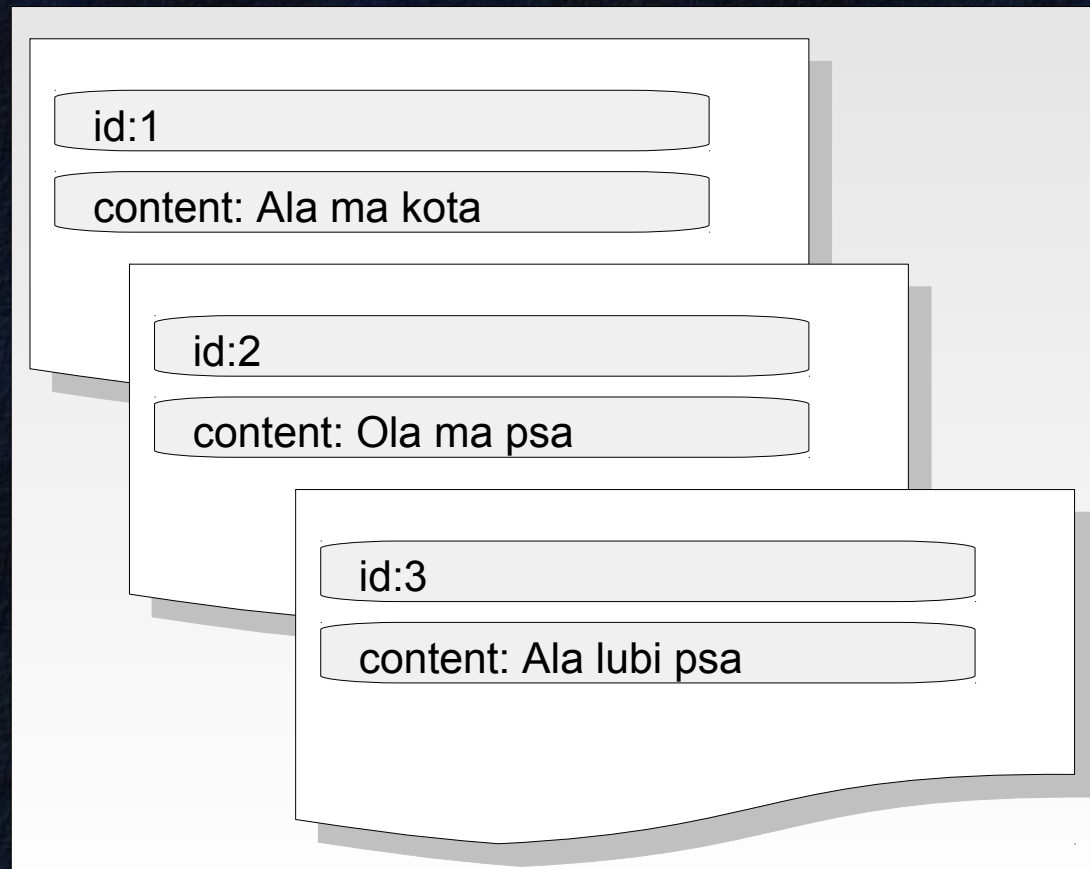 id:1
content: Ala ma kota
id:2
content: Ola ma psa
id:3
content: Ala lubi psa